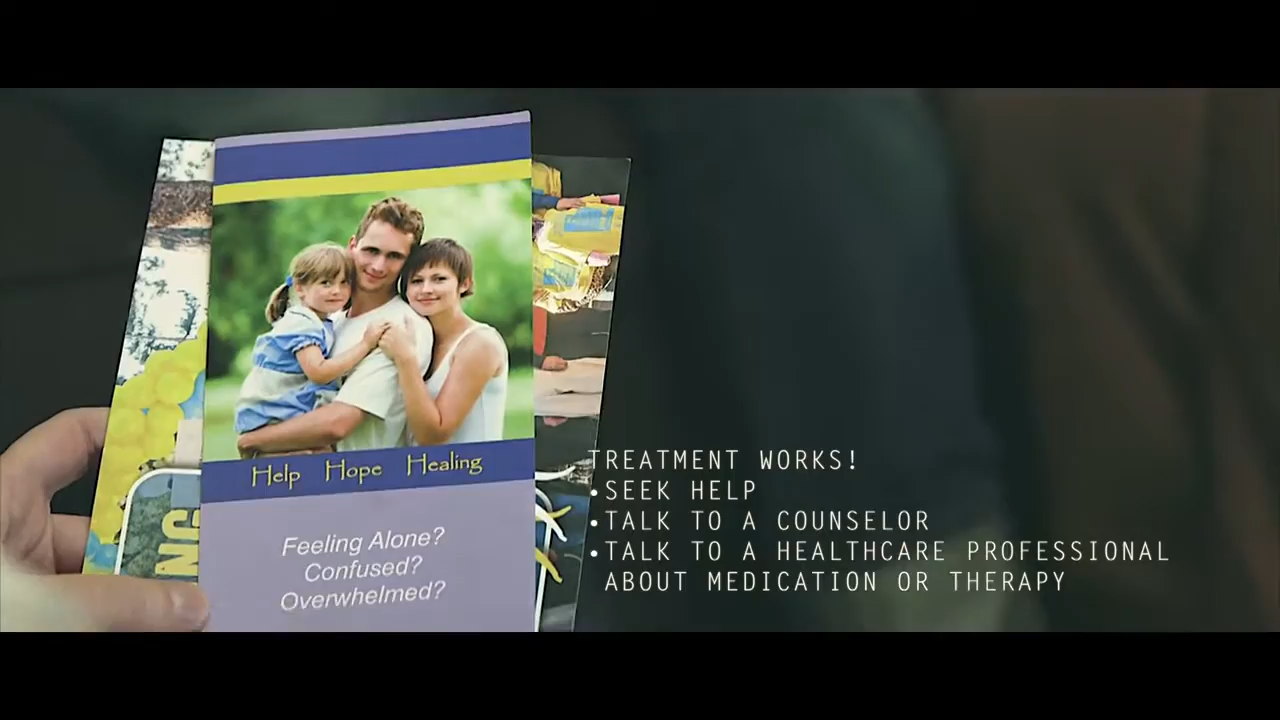 Help Hope Healing
Feeling Alone?
Confused?
Overwhelmed?
TREATMENT WORKS!
•SEEK HELP
•TALK TO A COUNSELOR
•TALK TO A HEALTHCARE PROFESSIONAL
ABOUT MEDICATION OR THERAPY